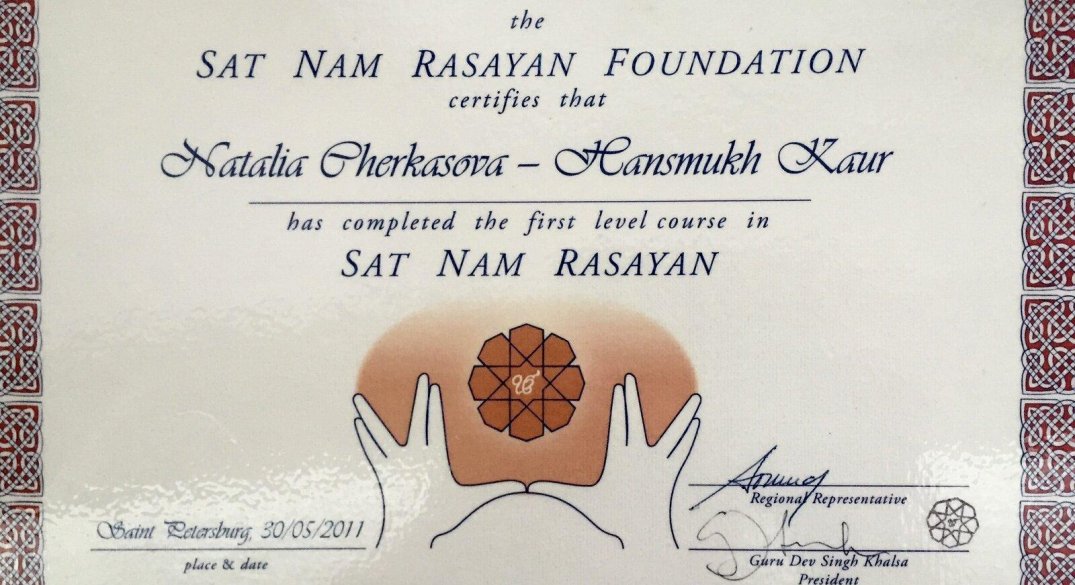 the
SAT NAM RASAYAN FOUNDATION
certifies that
Natalia Cherkasova – Hansmukh Kaur
has completed the first level course in
SAT NAM RASAYAN
ੴ
Regional Representative
Saint Petersburg, 30/05/2011
place & date
Guru Dev Singh Khalsa
President